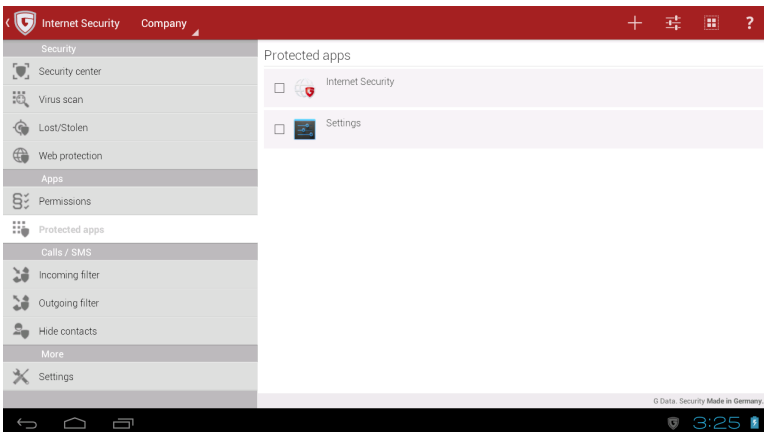 Internet Security Company ?
Security
Security center
Virus scan
Lost/Stolen
Web protection
Apps
Permissions
Protected apps
Calls / SMS
Incoming filter
Outgoing filter
Hide contacts
More
Settings
Protected apps
Internet Security
Settings
G Data. Security Made in Germany.
3:25